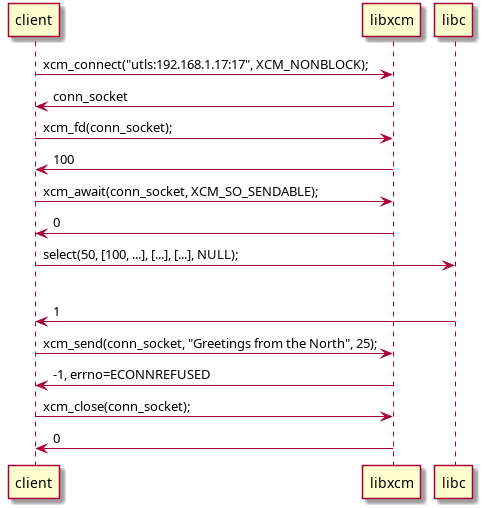 client libxcm libc
xcm_connect("utls:192.168.1.17:17", XCM_NONBLOCK);
conn_socket
xcm_fd(conn_socket);
100
xcm_await(conn_socket, XCM_SO_SENDABLE);
0
select(50, [100, ...], [...], [...], NULL);
1
xcm_send(conn_socket, "Greetings from the North", 25);
-1, errno=ECONNREFUSED
xcm_close(conn_socket);
0
client libxcm libc